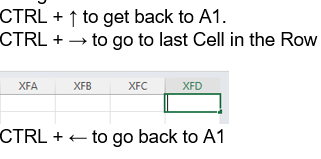 CTRL + ↑ to get back to A1.
CTRL + → to go to last Cell in the Row
XFA XFB XFC XFD
CTRL + ← to go back to A1